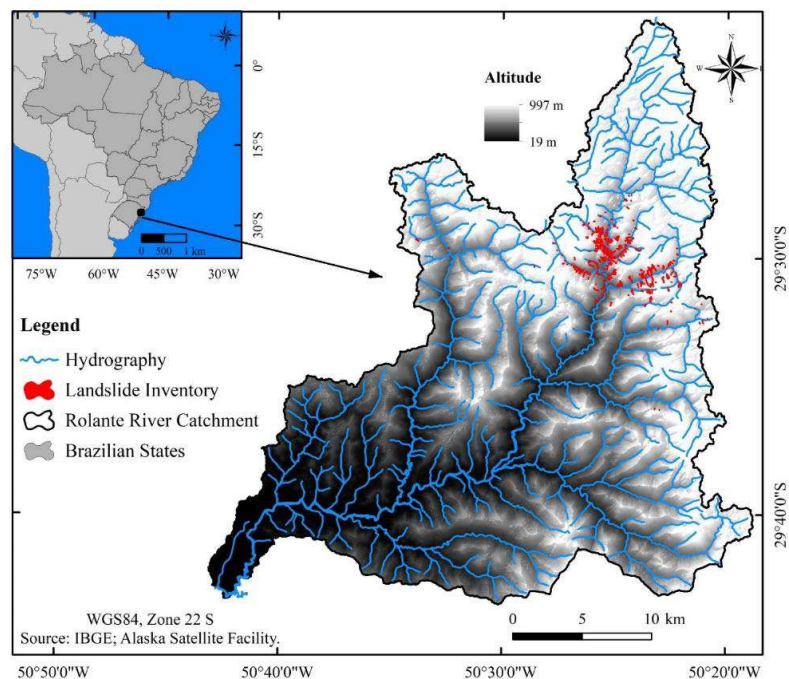 N
W E
S
Altitude
997 m
19 m
0°
15°S
30°S
0 500 1 km
75°W 60°W 45°W 30°W
Legend
Hydrography
Landslide Inventory
Rolante River Catchment
Brazilian States
29°30'0"S
29°40'0"S
WGS84, Zone 22 S
Source: IBGE; Alaska Satellite Facility.
0 5 10 km
50°50'0"W 50°40'0"W 50°30'0"W 50°20'0"W